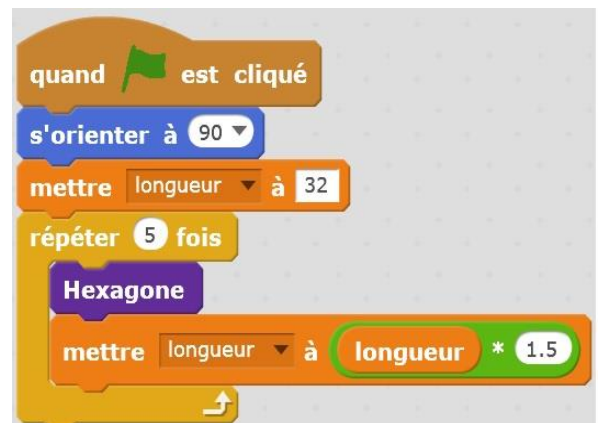 quand est cliqué
s'orienter à 90
mettre longueur à 32
répéter 5 fois
Hexagone
mettre longueur à longueur * 1.5